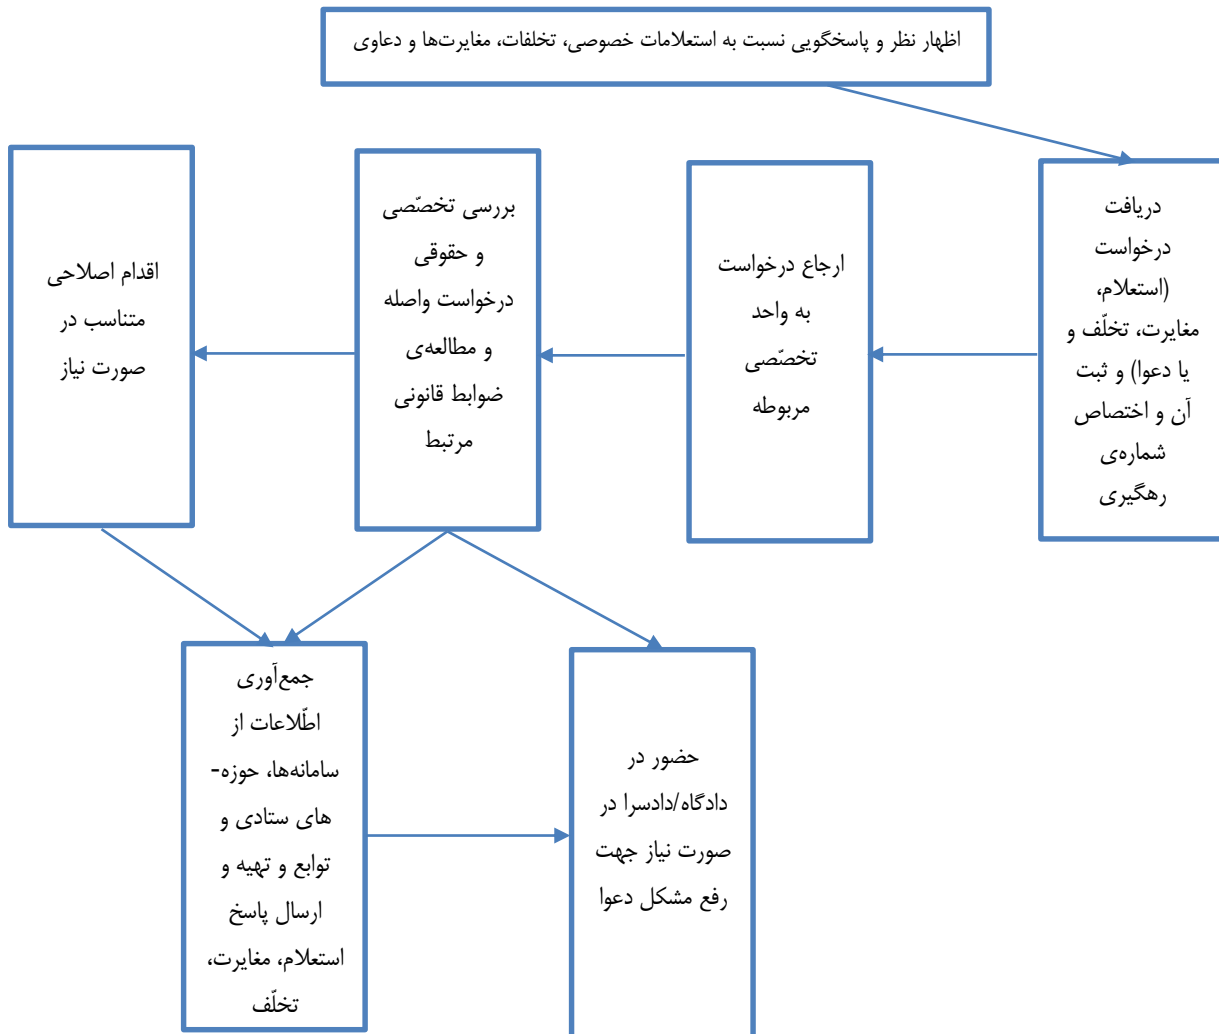 اظهار نظر و پاسخگویی نسبت به استعلامات خصوصی، تخلفات، مغایرت‌ها و دعاوی
دریافت
درخواست
(استعلام،
مغایرت، تخلّف و
یا دعوا) و ثبت
آن و اختصاص
شماره‌ی
رهگیری
ارجاع درخواست
به واحد
تخصّصی
مربوطه
بررسی تخصّصی
و حقوقی
درخواست واصله
و مطالعه‌ی
ضوابط قانونی
مرتبط
اقدام اصلاحی
متناسب در
صورت نیاز
جمع‌آوری
اطّلاعات از
سامانه‌ها، حوزه-
های ستادی و
توابع و تهیه و
ارسال پاسخ
استعلام، مغایرت،
تخلّف
حضور در
دادگاه/دادسرا در
صورت نیاز جهت
رفع مشکل دعوا